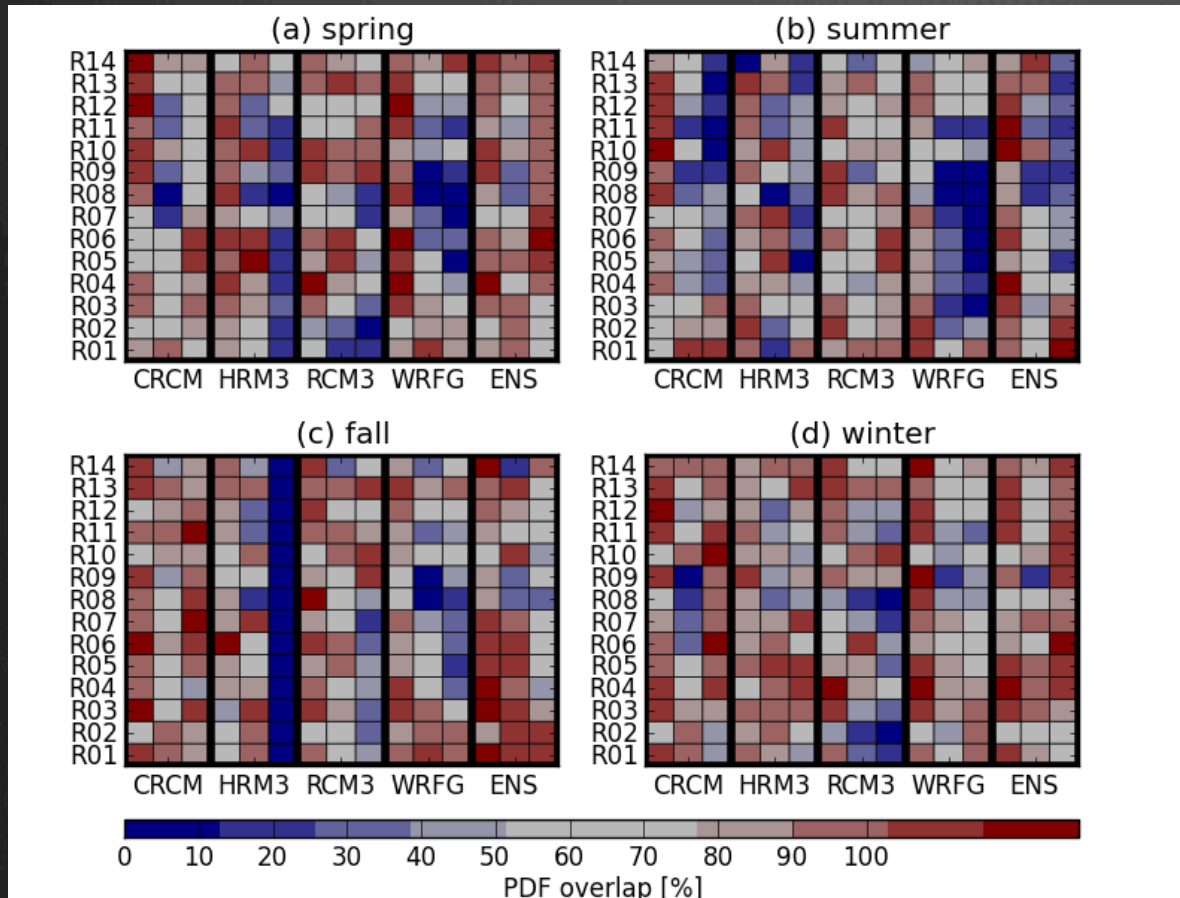 (a) spring
(b) summer
R14
R13
R12
R11
R10
R09
R08
R07
R06
R05
R04
R03
R02
R01
CRCM HRM3 RCM3 WRFG ENS
R14
R13
R12
R11
R10
R09
R08
R07
R06
R05
R04
R03
R02
R01
CRCM HRM3 RCM3 WRFG ENS
(c) fall
(d) winter
R14
R13
R12
R11
R10
R09
R08
R07
R06
R05
R04
R03
R02
R01
CRCM HRM3 RCM3 WRFG ENS
R14
R13
R12
R11
R10
R09
R08
R07
R06
R05
R04
R03
R02
R01
CRCM HRM3 RCM3 WRFG ENS
0 10 20 30 40 50 60 70 80 90 100
PDF overlap [%]